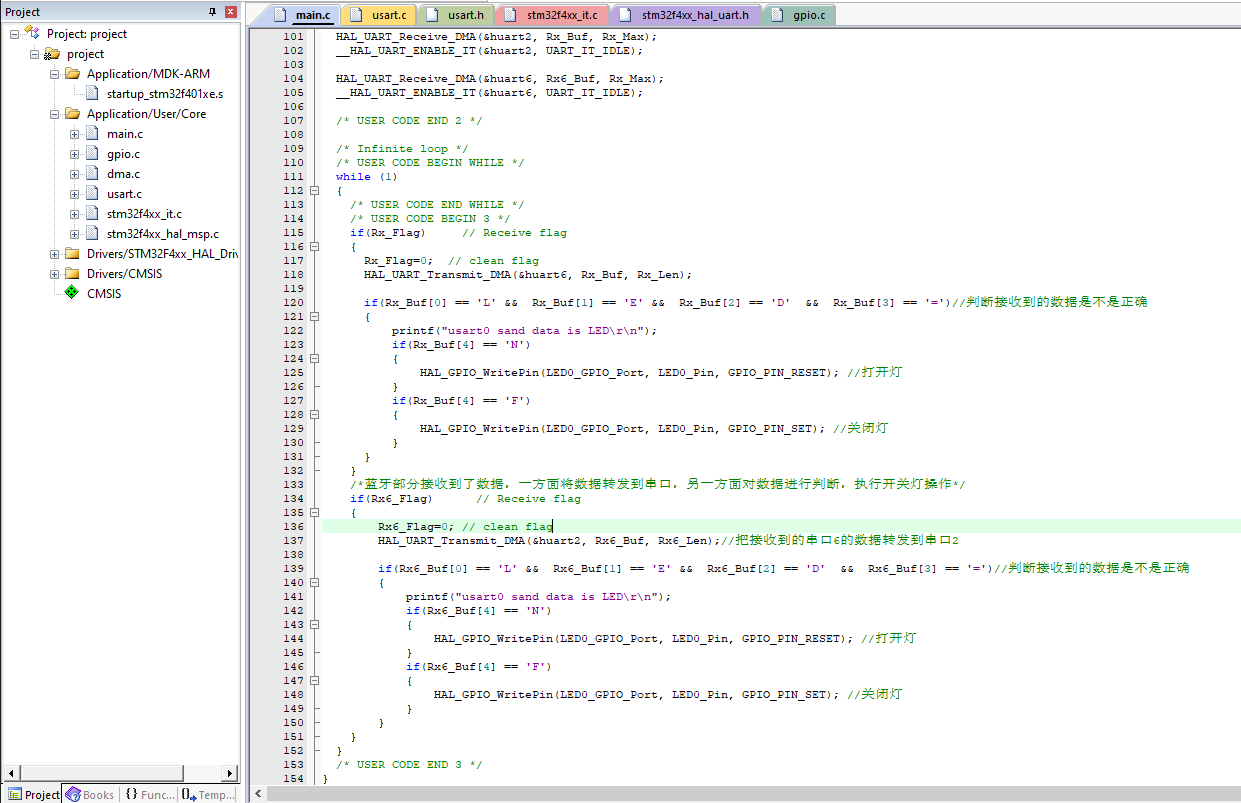 Project
Project: project
project
Application/MDK-ARM
startup_stm32f401xe.s
Application/User/Core
main.c
gpio.c
dma.c
usart.c
stm32f4xx_it.c
stm32f4xx_hal_msp.c
Drivers/STM32F4xx_HAL_Driv
Drivers/CMSIS
CMSIS
Project
Books
{} Func...
Temp...
main.c
usart.c
usart.h
stm32f4xx_it.c
stm32f4xx_hal_uart.h
gpio.c
101 HAL_UART_Receive_DMA(&huart2, Rx_Buf, Rx_Max);
102 __HAL_UART_ENABLE_IT(&huart2, UART_IT_IDLE);
103
104 HAL_UART_Receive_DMA(&huart6, Rx6_Buf, Rx_Max);
105 __HAL_UART_ENABLE_IT(&huart6, UART_IT_IDLE);
106
107 /* USER CODE END 2 */
108
109 /* Infinite loop */
110 /* USER CODE BEGIN WHILE */
111 while (1)
112 {
113 /* USER CODE END WHILE */
114 /* USER CODE BEGIN 3 */
115 if(Rx_Flag) // Receive flag
116 {
117 Rx_Flag=0; // clean flag
118 HAL_UART_Transmit_DMA(&huart6, Rx_Buf, Rx_Len);
119
120 if(Rx_Buf[0] == 'L' && Rx_Buf[1] == 'E' && Rx_Buf[2] == 'D' && Rx_Buf[3] == '=')//判断接收到的数据是不是正确
121 {
122 printf("usart0 sand data is LED\r\n");
123 if(Rx_Buf[4] == 'N')
124 {
125 HAL_GPIO_WritePin(LED0_GPIO_Port, LED0_Pin, GPIO_PIN_RESET); //打开灯
126 }
127 if(Rx_Buf[4] == 'F')
128 {
129 HAL_GPIO_WritePin(LED0_GPIO_Port, LED0_Pin, GPIO_PIN_SET); //关闭灯
130 }
131 }
132 }
133 /*蓝牙部分接收到了数据，一方面将数据转发到串口，另一方面对数据进行判断，执行开关灯操作*/
134 if(Rx6_Flag) // Receive flag
135 {
136 Rx6_Flag=0; // clean flag
137 HAL_UART_Transmit_DMA(&huart2, Rx6_Buf, Rx6_Len);//把接收到的串口6的数据转发到串口2
138
139 if(Rx6_Buf[0] == 'L' && Rx6_Buf[1] == 'E' && Rx6_Buf[2] == 'D' && Rx6_Buf[3] == '=')//判断接收到的数据是不是正确
140 {
141 printf("usart0 sand data is LED\r\n");
142 if(Rx6_Buf[4] == 'N')
143 {
144 HAL_GPIO_WritePin(LED0_GPIO_Port, LED0_Pin, GPIO_PIN_RESET); //打开灯
145 }
146 if(Rx6_Buf[4] == 'F')
147 {
148 HAL_GPIO_WritePin(LED0_GPIO_Port, LED0_Pin, GPIO_PIN_SET); //关闭灯
149 }
150 }
151 }
152 }
153 /* USER CODE END 3 */
154 }